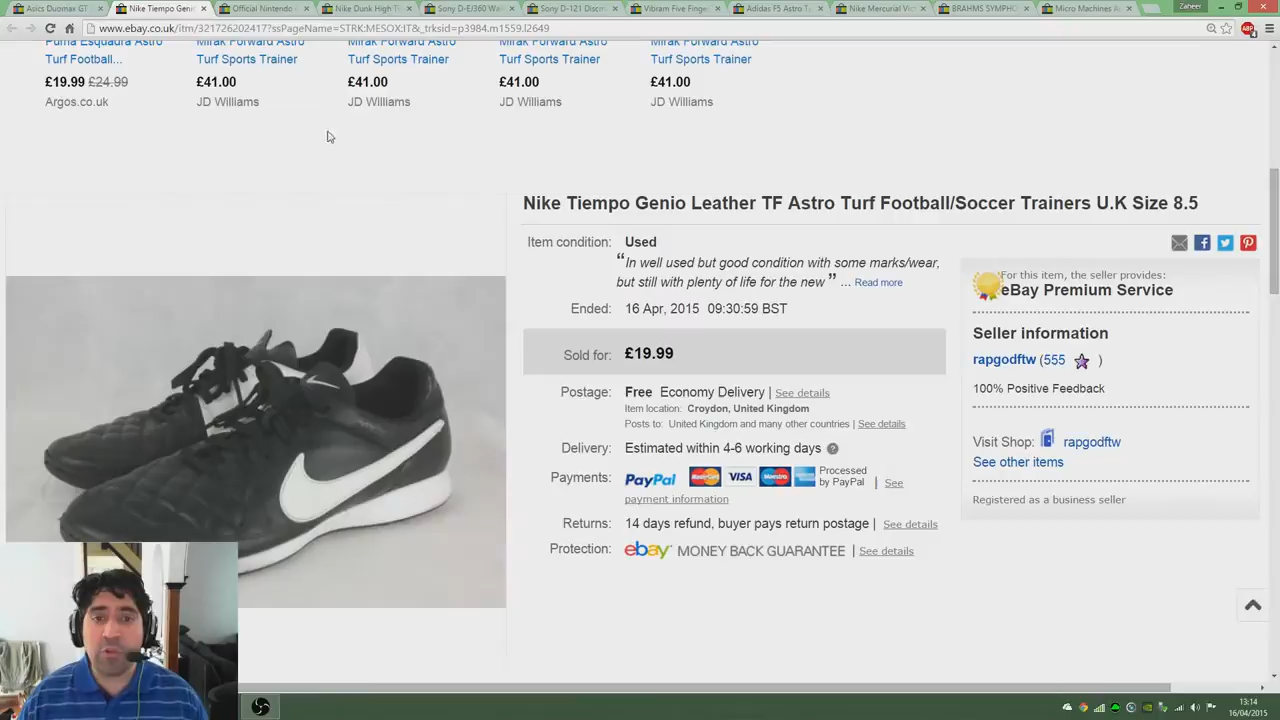 Asics Duomax GT
Nike Tiempo Genio
Official Nintendo
Nike Dunk High T
Sony D-EJ360 Walk
Sony D-121 Discm
Vibram Five Finger
Adidas F5 Astro T
Nike Mercurial Vic
BRAHMS SYMPHO
Micro Machines A
Zaheer
www.ebay.co.uk/itm/321726202417?ssPageName=STRK:MESOX:IT&_trksid=p3984.m1559.l2649
Puma Esquadra Astro
Turf Football...
£19.99 £24.99
Argos.co.uk
Mirak Forward Astro
Turf Sports Trainer
£41.00
JD Williams
Mirak Forward Astro
Turf Sports Trainer
£41.00
JD Williams
Mirak Forward Astro
Turf Sports Trainer
£41.00
JD Williams
Mirak Forward Astro
Turf Sports Trainer
£41.00
JD Williams
Nike Tiempo Genio Leather TF Astro Turf Football/Soccer Trainers U.K Size 8.5
Item condition: Used
“In well used but good condition with some marks/wear,
but still with plenty of life for the new ” ... Read more
Ended: 16 Apr, 2015 09:30:59 BST
Sold for: £19.99
Postage: Free Economy Delivery | See details
Item location: Croydon, United Kingdom
Posts to: United Kingdom and many other countries | See details
Delivery: Estimated within 4-6 working days ?
Payments: PayPal MasterCard VISA Maestro Processed by PayPal | See
payment information
Returns: 14 days refund, buyer pays return postage | See details
Protection: ebay MONEY BACK GUARANTEE | See details
For this item, the seller provides:
eBay Premium Service
Seller information
rapgodftw (555 )
100% Positive Feedback
Visit Shop: rapgodftw
See other items
Registered as a business seller
13:14
16/04/2015